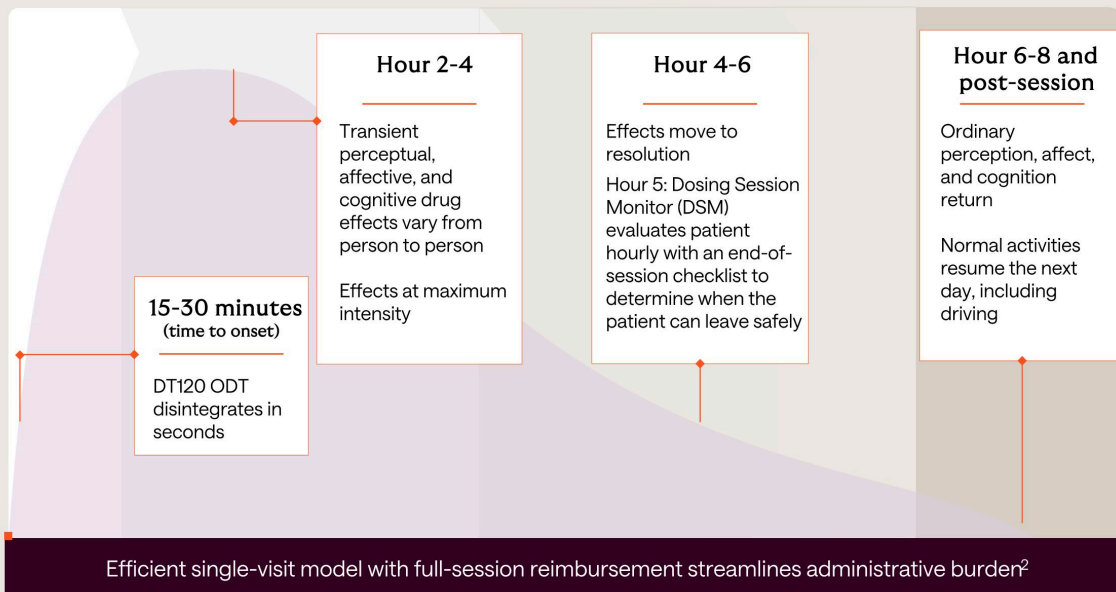 15-30 minutes
(time to onset)
DT120 ODT
disintegrates in
seconds
Hour 2-4
Transient
perceptual,
affective, and
cognitive drug
effects vary from
person to person
Effects at maximum
intensity
Hour 4-6
Effects move to
resolution
Hour 5: Dosing Session
Monitor (DSM)
evaluates patient
hourly with an end-of-
session checklist to
determine when the
patient can leave safely
Hour 6-8 and
post-session
Ordinary
perception, affect,
and cognition
return
Normal activities
resume the next
day, including
driving
Efficient single-visit model with full-session reimbursement streamlines administrative burden²